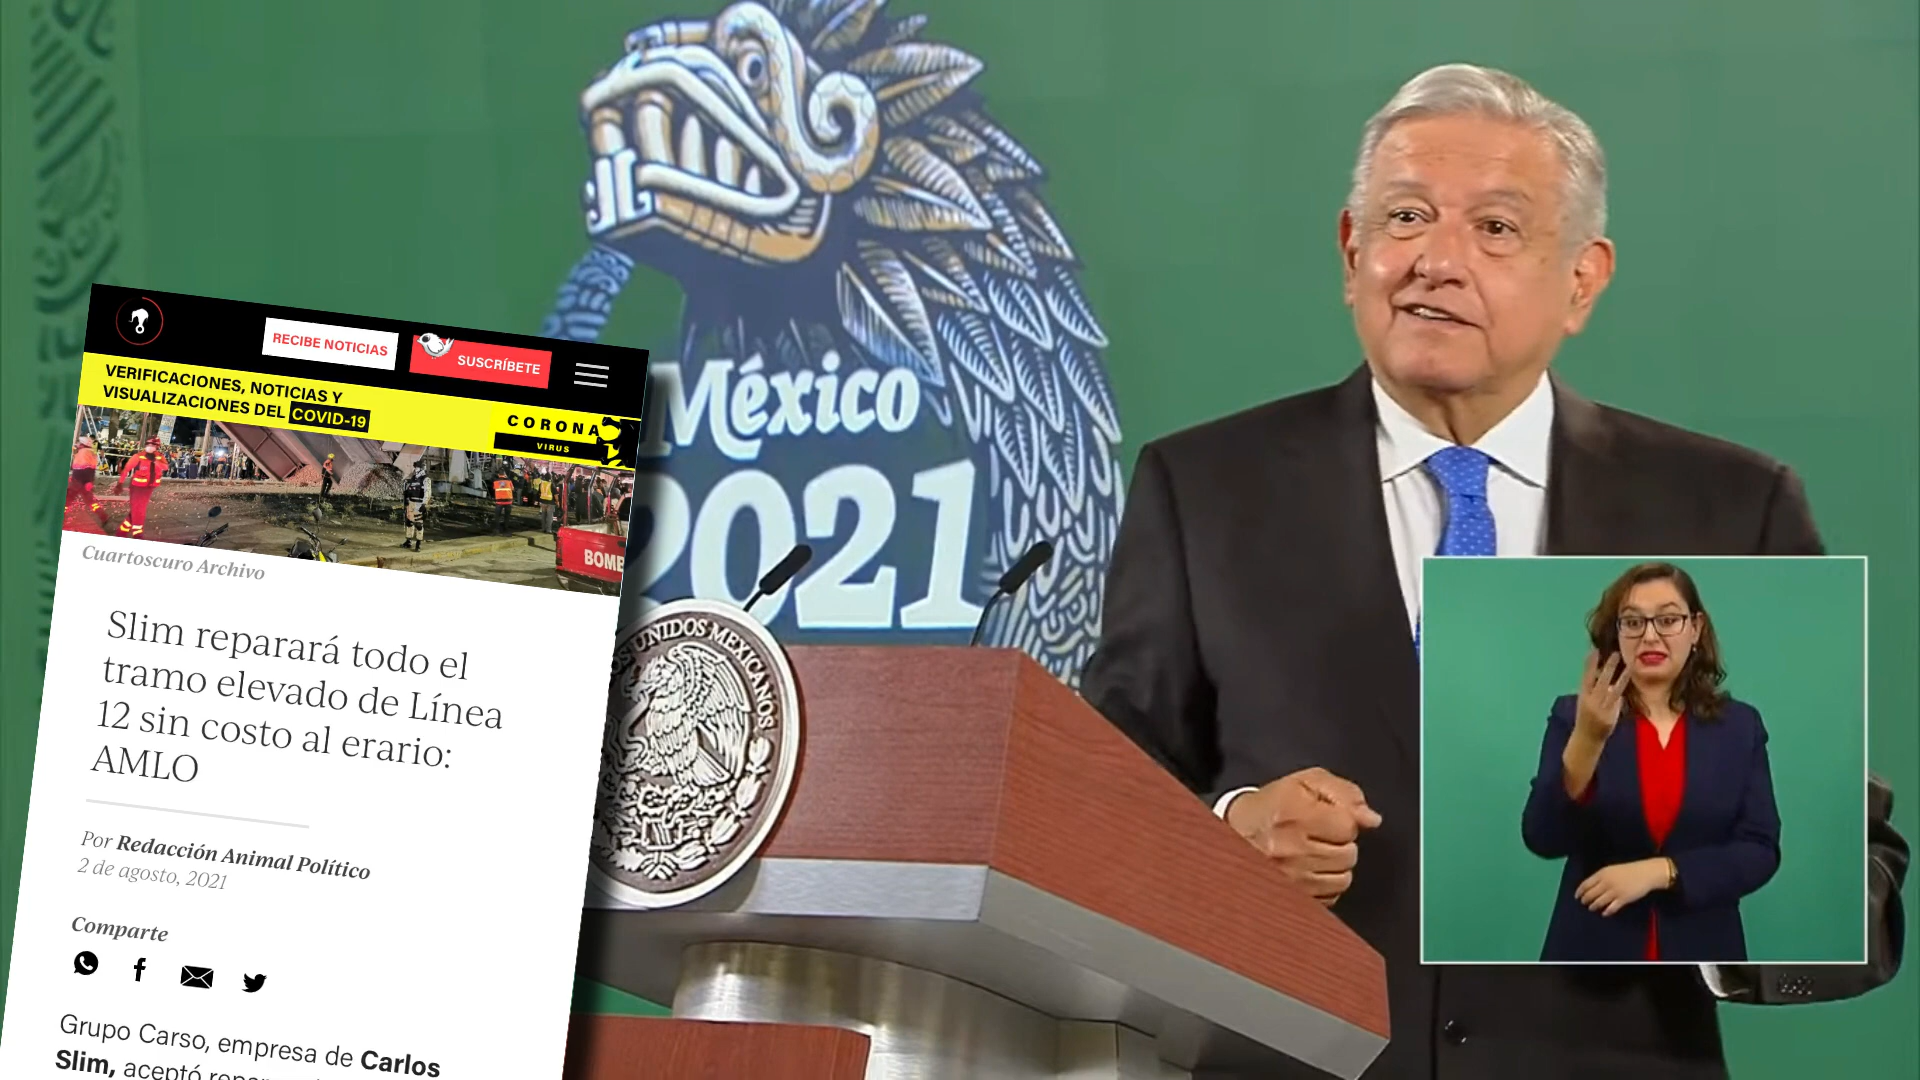 RECIBE NOTICIAS
SUSCRÍBETE
VERIFICACIONES, NOTICIAS Y
VISUALIZACIONES DEL COVID-19
CORONA
VIRUS
BOMB
Cuartoscuro Archivo
Slim reparará todo el
tramo elevado de Línea
12 sin costo al erario:
AMLO
Por Redacción Animal Político
2 de agosto, 2021
Comparte
Grupo Carso, empresa de Carlos
Slim, aceptó
México
2021
UNIDOS MEXICANOS